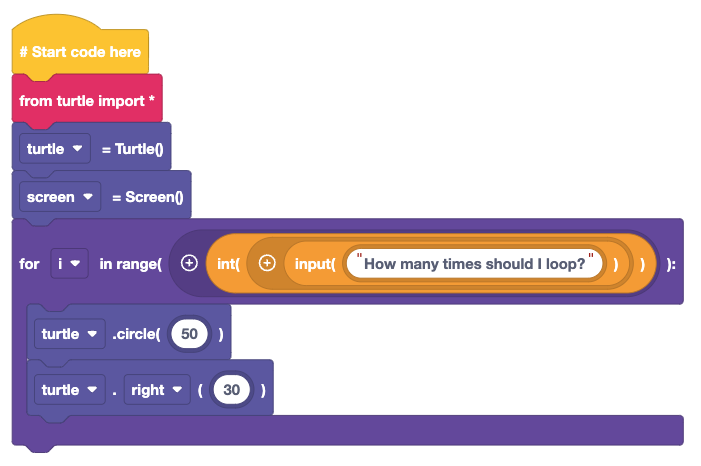 # Start code here
from turtle import *
turtle = Turtle()
screen = Screen()
for i in range( int( input( "How many times should I loop?" ) ) ):
turtle .circle( 50 )
turtle . right ( 30 )